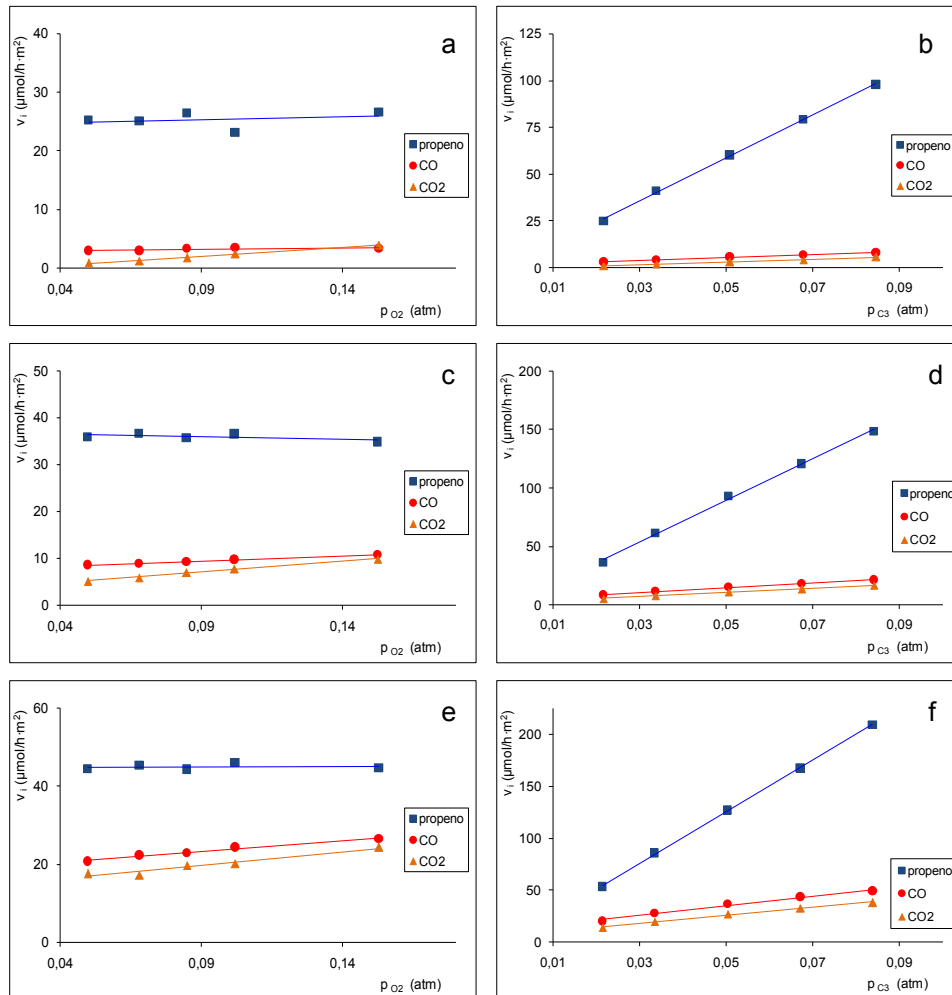 a
v i (µmol/h·m²)
40
30
20
10
0
0,04
0,09
0,14
p O2 (atm)
propeno
CO
CO2
b
v i (µmol/h·m²)
125
100
75
50
25
0
0,01
0,03
0,05
0,07
0,09
p C3 (atm)
propeno
CO
CO2
c
v i (µmol/h·m²)
50
40
30
20
10
0
0,04
0,09
0,14
p O2 (atm)
propeno
CO
CO2
d
v i (µmol/h·m²)
200
150
100
50
0
0,01
0,03
0,05
0,07
0,09
p C3 (atm)
propeno
CO
CO2
e
v i (µmol/h·m²)
60
40
20
0
0,04
0,09
0,14
p O2 (atm)
propeno
CO
CO2
f
v i (µmol/h·m²)
200
150
100
50
0
0,01
0,03
0,05
0,07
0,09
p C3 (atm)
propeno
CO
CO2